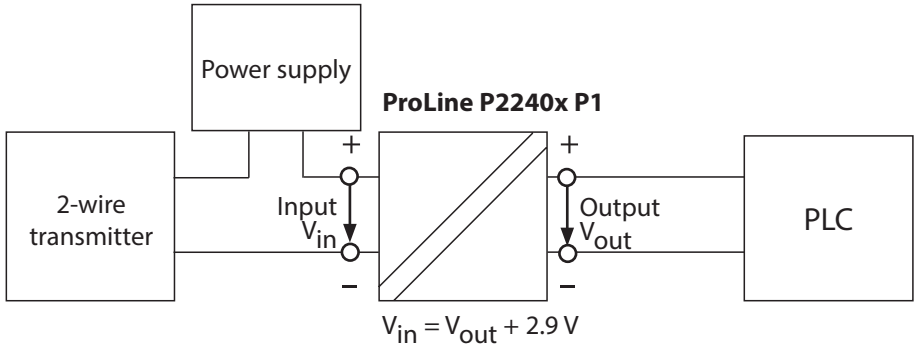 Power supply
ProLine P2240x P1
+
+
2-wire
transmitter
Input
Vin
Output
Vout
PLC
–
–
Vin = Vout + 2.9 V